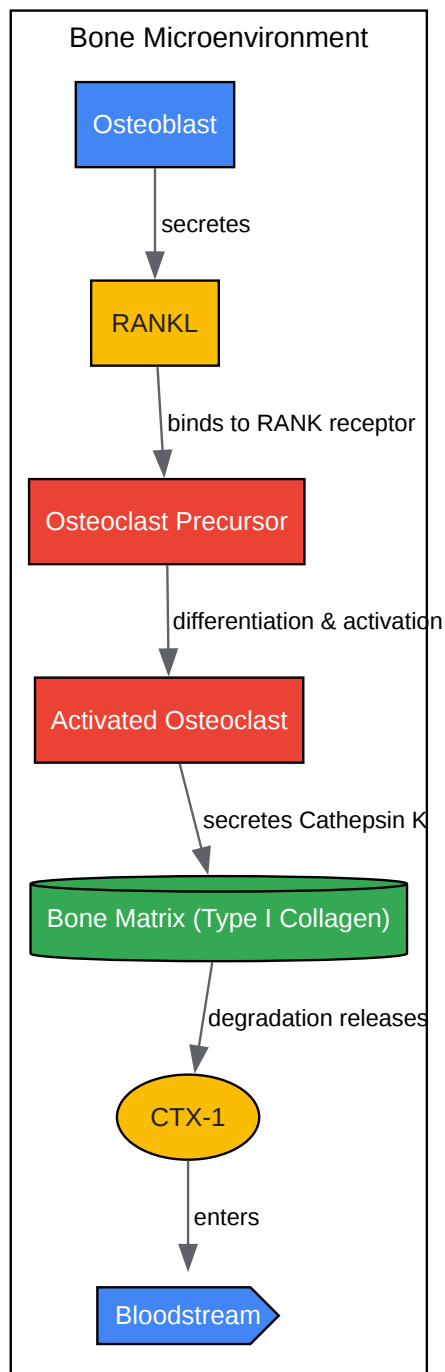 Bone Microenvironment
Osteoblast
secretes
RANKL
binds to RANK receptor
Osteoclast Precursor
differentiation & activation
Activated Osteoclast
secretes Cathepsin K
Bone Matrix (Type I Collagen)
degradation releases
CTX-1
enters
Bloodstream